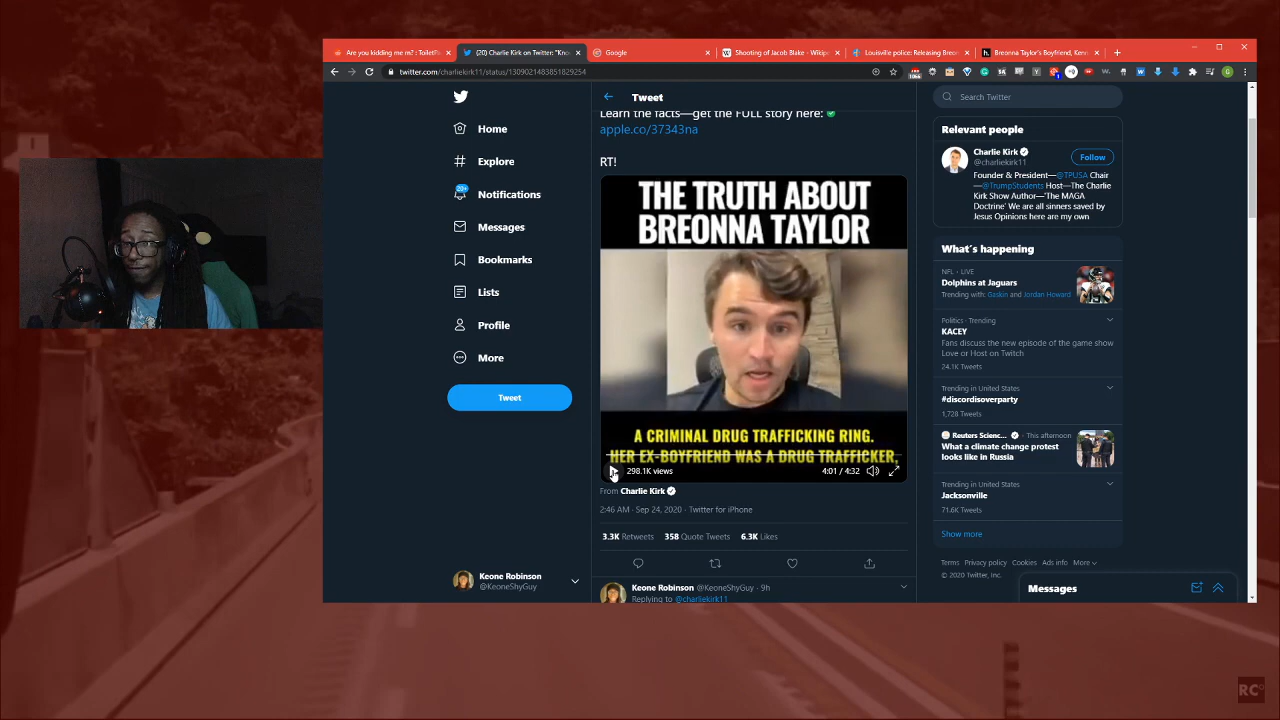 Are you kidding me rn? : ToiletPa
(20) Charlie Kirk on Twitter: "Kno
Google
Shooting of Jacob Blake - Wikipe
Louisville police: Releasing Breon
Breonna Taylor's Boyfriend, Kenn
twitter.com/charliekirk11/status/1309021483851829254
Home
Explore
20+
Notifications
Messages
Bookmarks
Lists
Profile
More
Tweet
Keone Robinson
@KeoneShyGuy
Tweet
Learn the facts—get the FULL story here:
apple.co/37343na
RT!
THE TRUTH ABOUT
BREONNA TAYLOR
A CRIMINAL DRUG TRAFFICKING RING.
HER EX-BOYFRIEND WAS A DRUG TRAFFICKER,
298.1K views
4:01 / 4:32
From Charlie Kirk
2:46 AM · Sep 24, 2020 · Twitter for iPhone
3.3K Retweets 358 Quote Tweets 6.3K Likes
Keone Robinson @KeoneShyGuy · 9h
Replying to @charliekirk11
Search Twitter
Relevant people
Charlie Kirk
@charliekirk11
Follow
Founder & President—@TPUSA Chair
—@TrumpStudents Host—The Charlie
Kirk Show Author—'The MAGA
Doctrine' We are all sinners saved by
Jesus Opinions here are my own
What's happening
NFL · LIVE
Dolphins at Jaguars
Trending with: Gaskin and Jordan Howard
Politics · Trending
KACEY
Fans discuss the new episode of the game show
Love or Host on Twitch
24.1K Tweets
Trending in United States
#discordisoverparty
1,728 Tweets
Reuters Scienc... · This afternoon
What a climate change protest
looks like in Russia
Trending in United States
Jacksonville
71.6K Tweets
Show more
Terms Privacy policy Cookies Ads info More
© 2020 Twitter, Inc.
Messages
RC